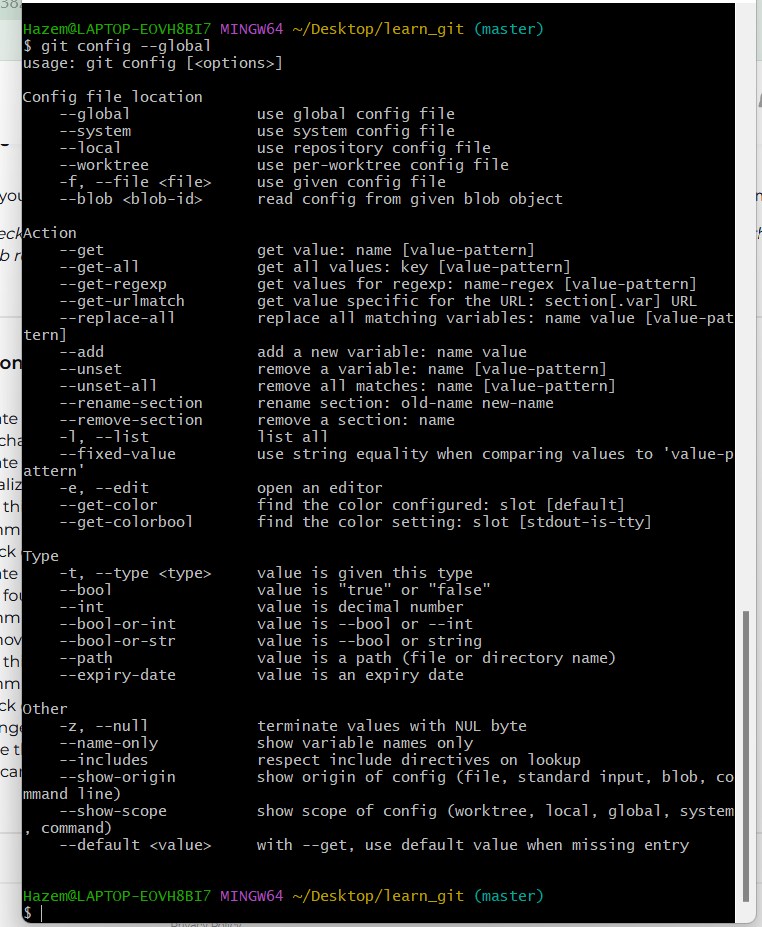 Hazem@LAPTOP-EOVH8BI7 MINGW64 ~/Desktop/learn_git (master)
$ git config --global
usage: git config [<options>]
Config file location
--global use global config file
--system use system config file
--local use repository config file
--worktree use per-worktree config file
-f, --file <file> use given config file
--blob <blob-id> read config from given blob object
Action
--get get value: name [value-pattern]
--get-all get all values: key [value-pattern]
--get-regexp get values for regexp: name-regex [value-pattern]
--get-urlmatch get value specific for the URL: section[.var] URL
--replace-all replace all matching variables: name value [value-pat
tern]
--add add a new variable: name value
--unset remove a variable: name [value-pattern]
--unset-all remove all matches: name [value-pattern]
--rename-section rename section: old-name new-name
--remove-section remove a section: name
-l, --list list all
--fixed-value use string equality when comparing values to 'value-p
attern'
-e, --edit open an editor
--get-color find the color configured: slot [default]
--get-colorbool find the color setting: slot [stdout-is-tty]
Type
-t, --type <type> value is given this type
--bool value is "true" or "false"
--int value is decimal number
--bool-or-int value is --bool or --int
--bool-or-str value is --bool or string
--path value is a path (file or directory name)
--expiry-date value is an expiry date
Other
-z, --null terminate values with NUL byte
--name-only show variable names only
--includes respect include directives on lookup
--show-origin show origin of config (file, standard input, blob, co
mmand line)
--show-scope show scope of config (worktree, local, global, system
, command)
--default <value> with --get, use default value when missing entry
Hazem@LAPTOP-EOVH8BI7 MINGW64 ~/Desktop/learn_git (master)
$